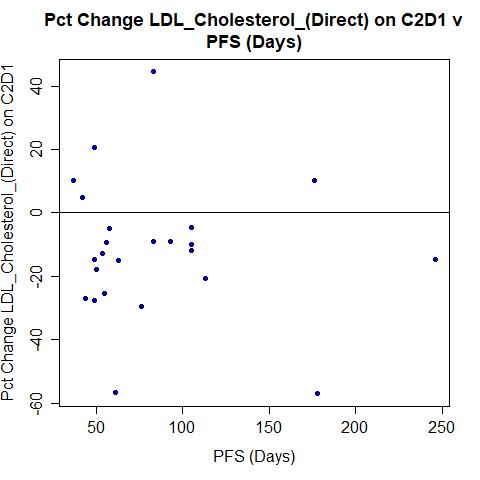 Pct Change LDL_Cholesterol_(Direct) on C2D1 v
PFS (Days)
Pct Change LDL_Cholesterol_(Direct) on C2D1
40
20
0
-20
-40
-60
50
100
150
200
250
PFS (Days)